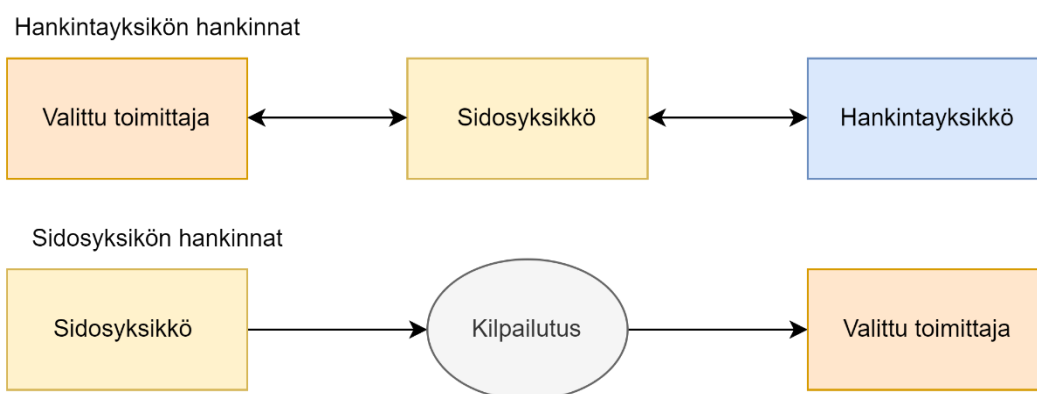 Hankintayksikön hankinnat
Valittu toimittaja
Sidosyksikkö
Hankintayksikkö
Sidosyksikön hankinnat
Sidosyksikkö
Kilpailutus
Valittu toimittaja